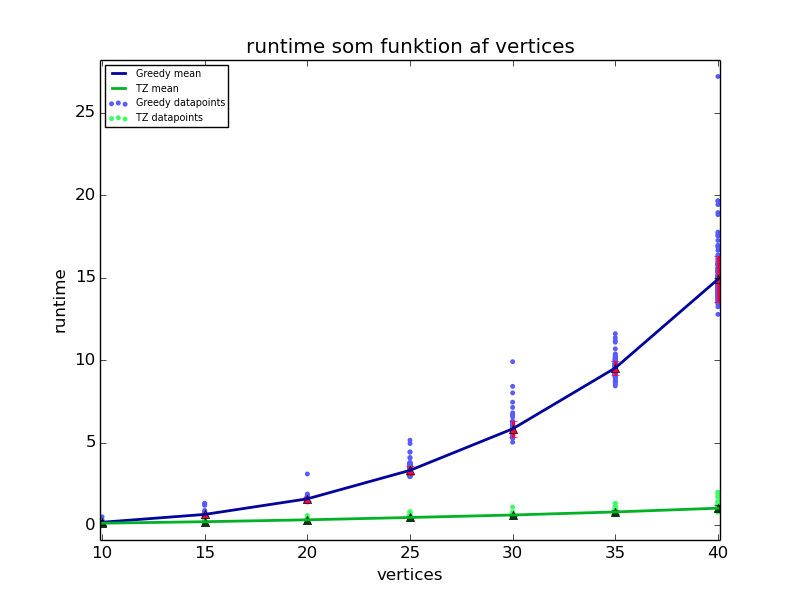 runtime som funktion af vertices
Greedy mean
TZ mean
Greedy datapoints
TZ datapoints
25
20
15
10
5
0
runtime
10 15 20 25 30 35 40
vertices